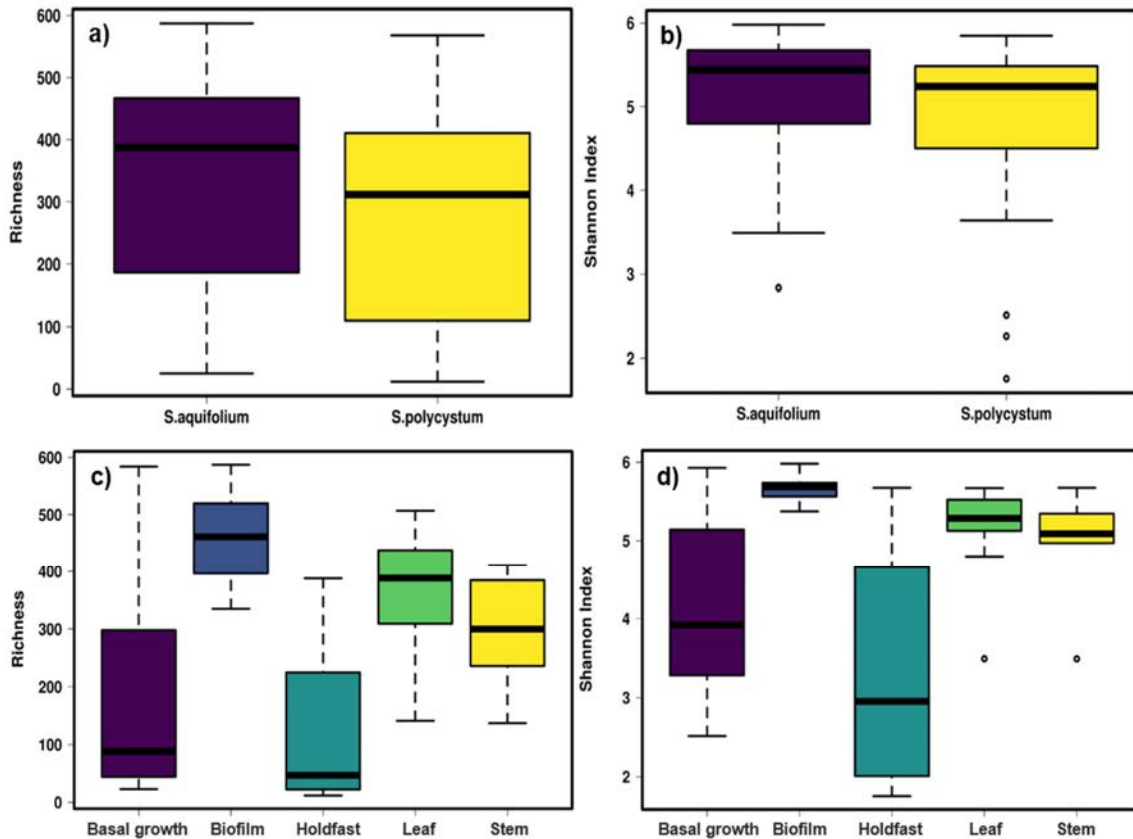 a)
Richness
600
500
400
300
200
100
0
S.aquifolium S.polycystum
b)
Shannon Index
6
5
4
3
2
S.aquifolium S.polycystum
c)
Richness
600
500
400
300
200
100
0
Basal growth Biofilm Holdfast Leaf Stem
d)
Shannon Index
6
5
4
3
2
Basal growth Biofilm Holdfast Leaf Stem